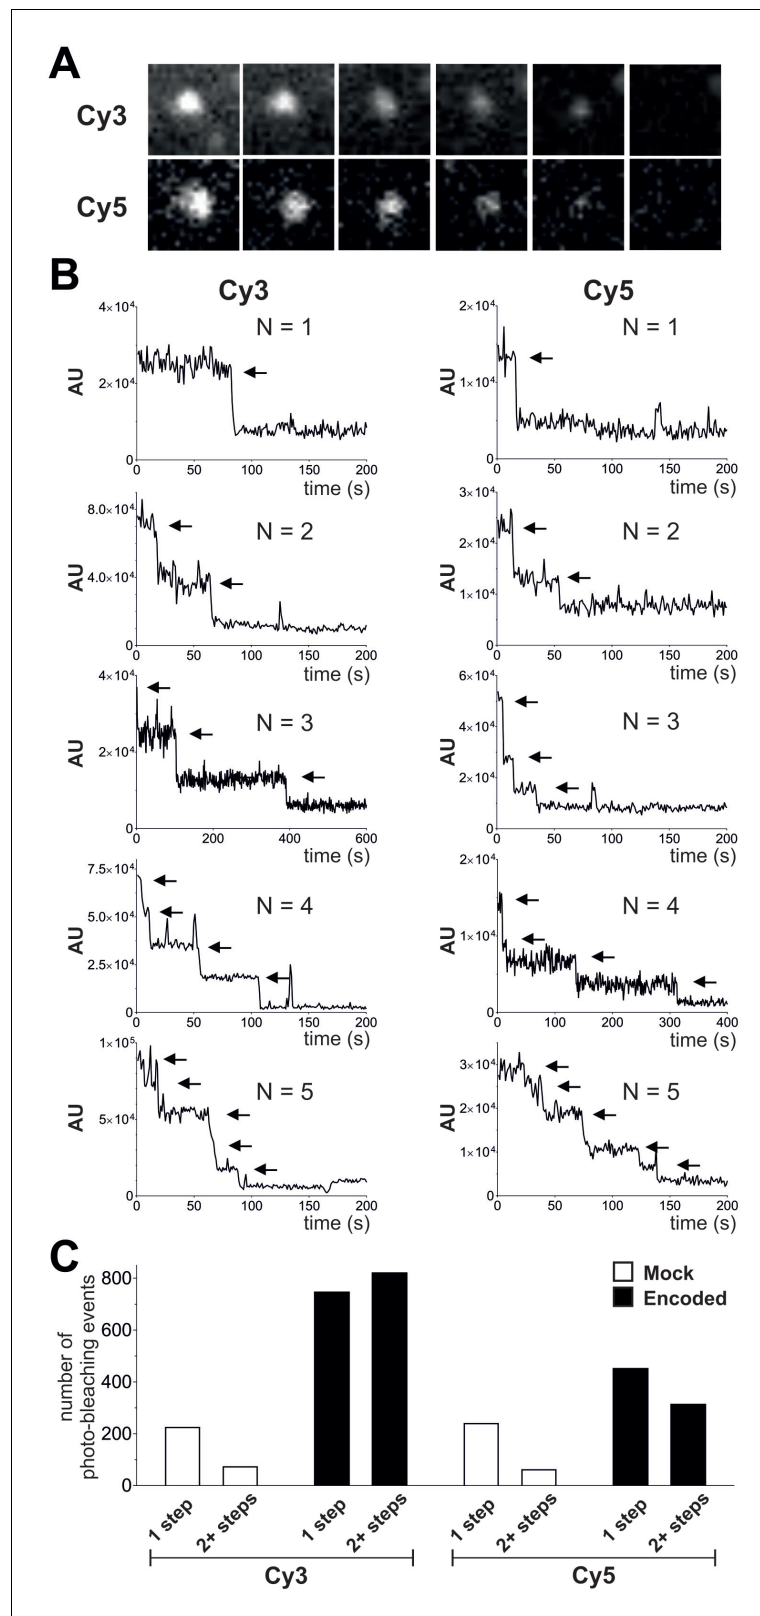 A
Cy3
Cy5
B
Cy3
Cy5
4×10⁴
2×10⁴
0
AU
N = 1
0 50 100 150 200
time (s)
2×10⁴
1×10⁴
0
AU
N = 1
0 50 100 150 200
time (s)
8.0×10⁴
4.0×10⁴
0
AU
N = 2
0 50 100 150 200
time (s)
3×10⁴
2×10⁴
1×10⁴
0
AU
N = 2
0 50 100 150 200
time (s)
4×10⁴
2×10⁴
0
AU
N = 3
0 200 400 600
time (s)
6×10⁴
4×10⁴
2×10⁴
0
AU
N = 3
0 50 100 150 200
time (s)
7.5×10⁴
5.0×10⁴
2.5×10⁴
0
AU
N = 4
0 50 100 150 200
time (s)
2×10⁴
1×10⁴
0
AU
N = 4
0 100 200 300 400
time (s)
1×10⁵
5×10⁴
0
AU
N = 5
0 50 100 150 200
time (s)
3×10⁴
2×10⁴
1×10⁴
0
AU
N = 5
0 50 100 150 200
time (s)
C
number of
photo-bleaching events
800
600
400
200
0
Mock
Encoded
1 step 2+ steps 1 step 2+ steps 1 step 2+ steps 1 step 2+ steps
Cy3 Cy5